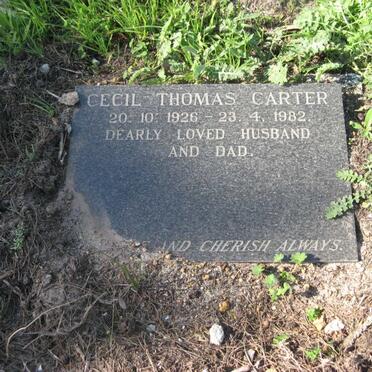 CECIL THOMAS CARTER
20. 10. 1926 - 23. 4. 1982.
DEARLY LOVED HUSBAND
AND DAD.
AND CHERISH ALWAYS.